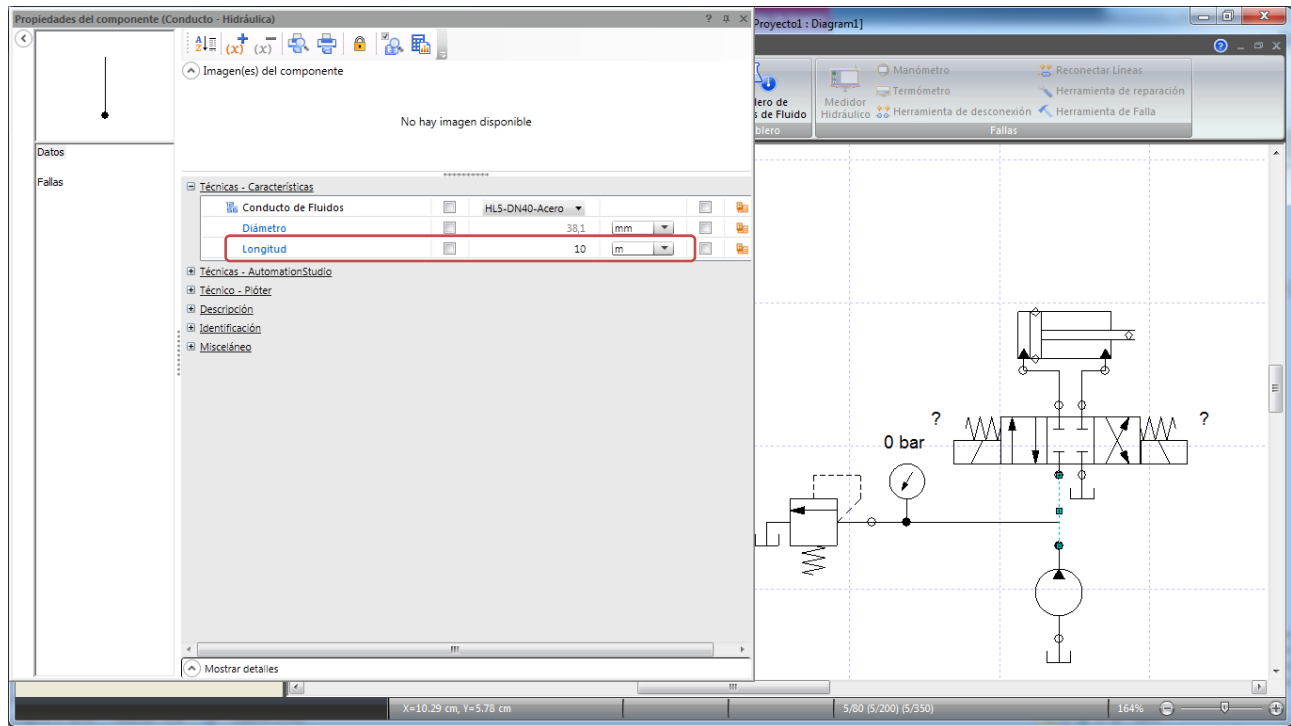 Propiedades del componente (Conducto - Hidráulica)
Proyecto1 : Diagram1]
Imagen(es) del componente
No hay imagen disponible
Datos
Fallas
Técnicas - Características
Conducto de Fluidos HL5-DN40-Acero
Diámetro 38,1 mm
Longitud 10 m
Técnicas - AutomationStudio
Técnico - Plóter
Descripción
Identificación
Misceláneo
Mostrar detalles
Manómetro
Termómetro
Medidor
Hidráulico
Herramienta de desconexión
Reconectar Líneas
Herramienta de reparación
Herramienta de Falla
Fallas
lero de
s de Fluido
blero
?
?
0 bar
X=10.29 cm, Y=5.78 cm
5/80 (5/200) (5/350)
164%